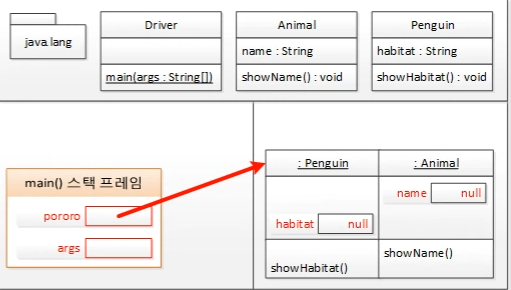 java.lang
Driver
main(args : String[])
Animal
name : String
showName() : void
Penguin
habitat : String
showHabitat() : void
main() 스택 프레임
pororo
args
: Penguin
: Animal
name null
habitat null
showName()
showHabitat()